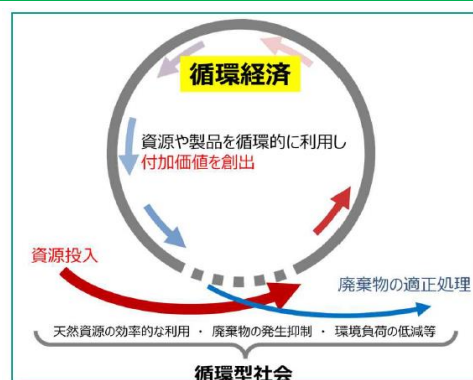 循環経済
資源や製品を循環的に利用し
付加価値を創出
資源投入
廃棄物の適正処理
天然資源の効率的な利用 ・ 廃棄物の発生抑制 ・ 環境負荷の低減等
循環型社会